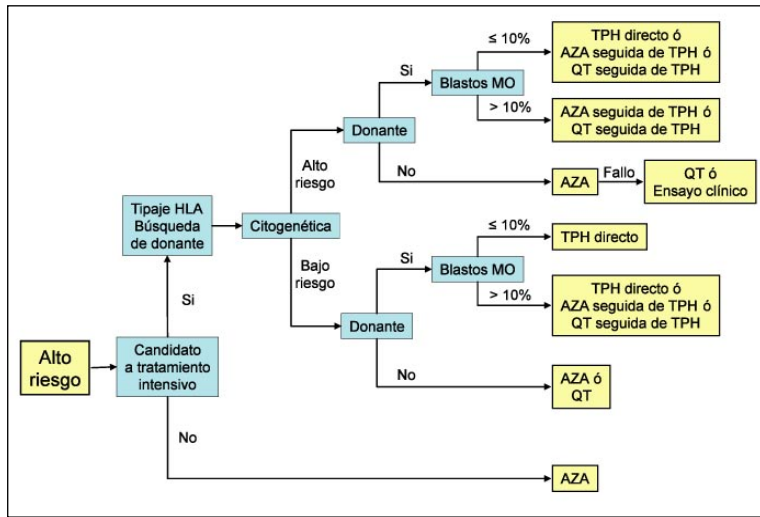 Alto
riesgo
Candidato
a tratamiento
intensivo
Si
No
Tipaje HLA
Búsqueda
de donante
Citogenética
Alto
riesgo
Bajo
riesgo
Donante
Si
No
Blastos MO
≤ 10%
> 10%
TPH directo ó
AZA seguida de TPH ó
QT seguida de TPH
AZA seguida de TPH ó
QT seguida de TPH
AZA
Fallo
QT ó
Ensayo clínico
Donante
Si
No
Blastos MO
≤ 10%
> 10%
TPH directo
TPH directo ó
AZA seguida de TPH ó
QT seguida de TPH
AZA ó
QT
AZA